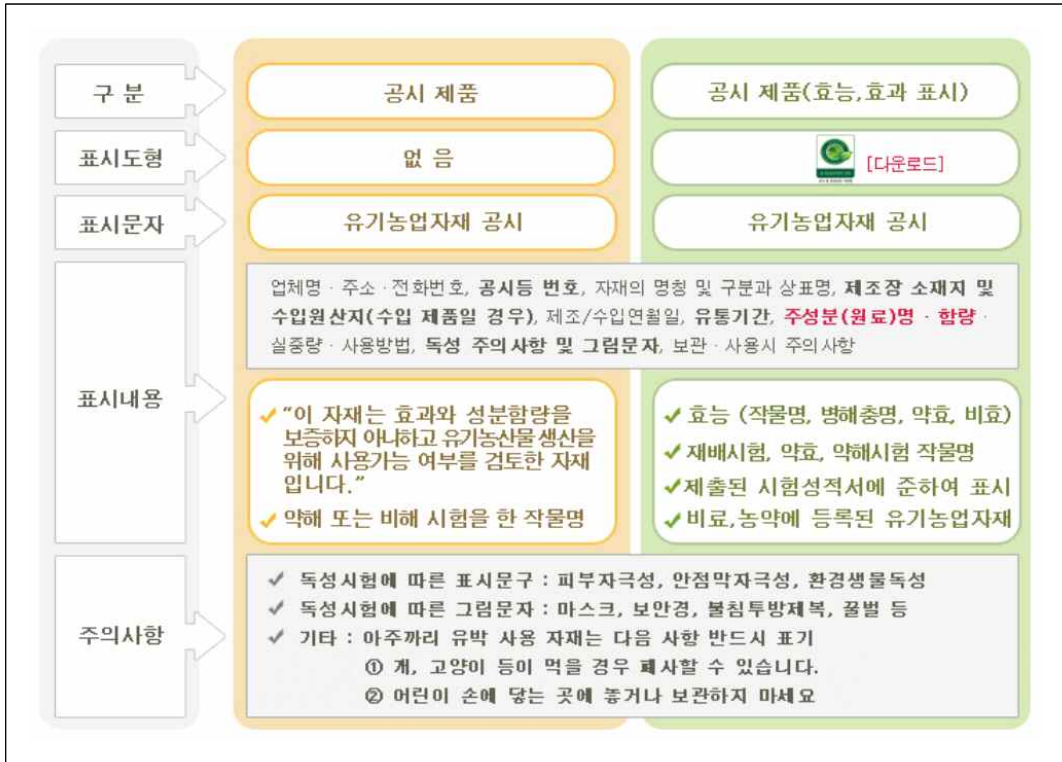 구 분
공시 제품
공시 제품(효능,효과 표시)
표시도형
없 음
[다운로드]
표시문자
유기농업자재 공시
유기농업자재 공시
표시내용
업체명 · 주소 · 전화번호, 공시등 번호, 자재의 명칭 및 구분과 상표명, 제조장 소재지 및
수입원산지(수입 제품일 경우), 제조/수입연월일, 유통기간, 주성분(원료)명 · 함량 ·
실중량 · 사용방법, 독성 주의사항 및 그림문자, 보관 · 사용시 주의사항
✓ "이 자재는 효과와 성분함량을
보증하지 아니하고 유기농산물 생산을
위해 사용가능 여부를 검토한 자재
입니다."
✓ 약해 또는 비해 시험을 한 작물명
✓ 효능 (작물명, 병해충명, 약효, 비효)
✓ 재배시험, 약효, 약해시험 작물명
✓ 제출된 시험성적서에 준하여 표시
✓ 비료,농약에 등록된 유기농업자재
주의사항
✓ 독성시험에 따른 표시문구 : 피부자극성, 안점막자극성, 환경생물독성
✓ 독성시험에 따른 그림문자 : 마스크, 보안경, 불침투방제복, 꿀벌 등
✓ 기타 : 아주까리 유박 사용 자재는 다음 사항 반드시 표기
① 개, 고양이 등이 먹을 경우 폐사할 수 있습니다.
② 어린이 손에 닿는 곳에 놓거나 보관하지 마세요